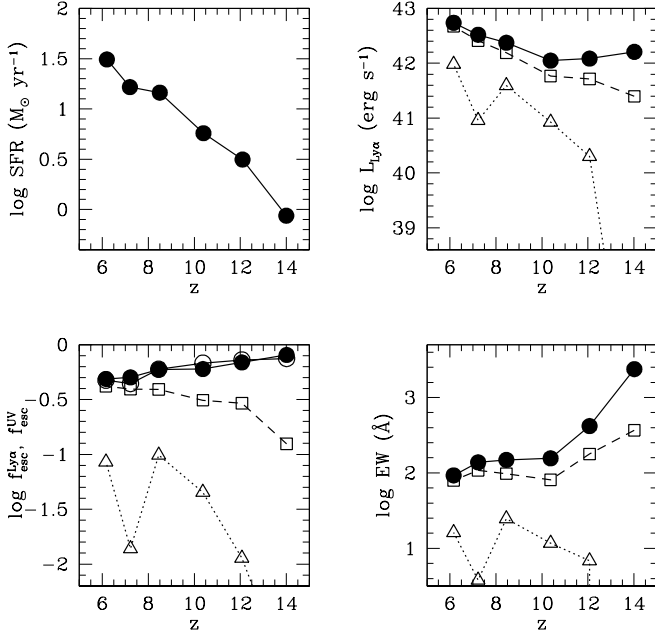 2
1.5
1
0.5
0
6 8 10 12 14
z
log SFR (M⊙ yr⁻¹)
43
42
41
40
39
6 8 10 12 14
z
log L_Lyα (erg s⁻¹)
0
−0.5
−1
−1.5
−2
6 8 10 12 14
z
log f_esc^Lyα, f_esc^UV
3
2
1
6 8 10 12 14
z
log EW (Å)